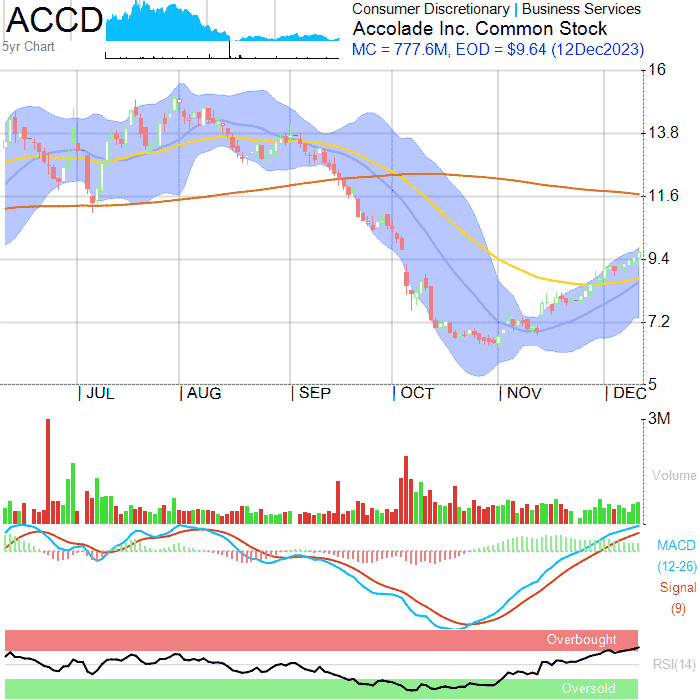 ACCD
5yr Chart
Consumer Discretionary | Business Services
Accolade Inc. Common Stock
MC = 777.6M, EOD = $9.64 (12Dec2023)
16
13.8
11.6
9.4
7.2
5
JUL AUG SEP OCT NOV DEC
3M
Volume
MACD
(12-26)
Signal
(9)
Overbought
RSI(14)
Oversold